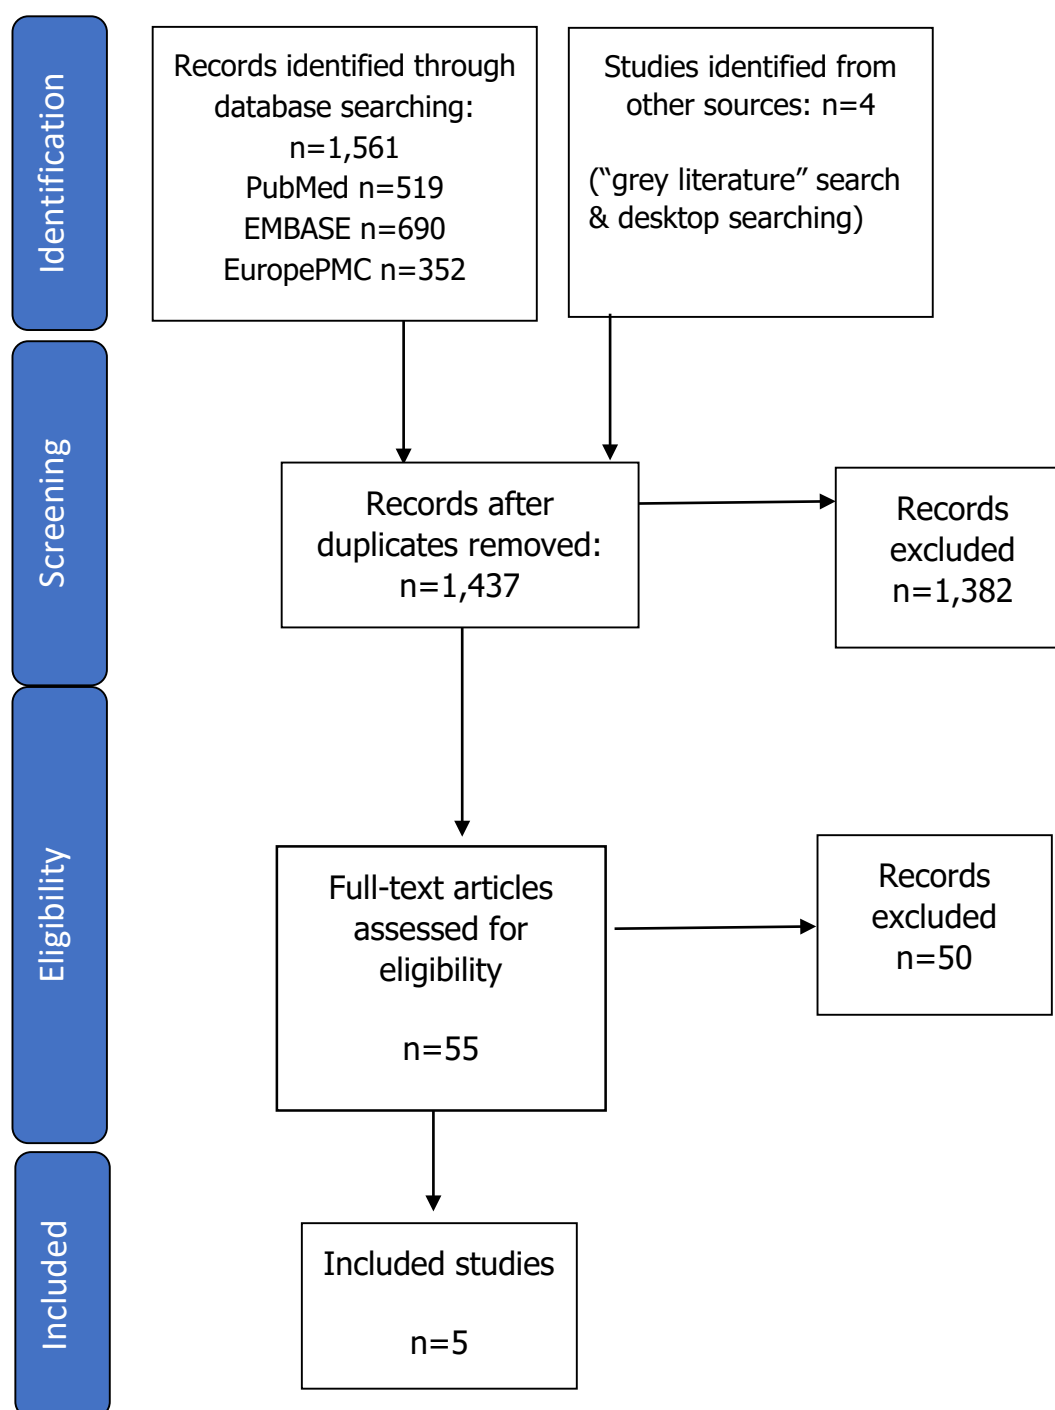 Identification
Records identified through
database searching:
n=1,561
PubMed n=519
EMBASE n=690
EuropePMC n=352
Studies identified from
other sources: n=4
(“grey literature” search
& desktop searching)
Screening
Records after
duplicates removed:
n=1,437
Records
excluded
n=1,382
Eligibility
Full-text articles
assessed for
eligibility
n=55
Records
excluded
n=50
Included
Included studies
n=5